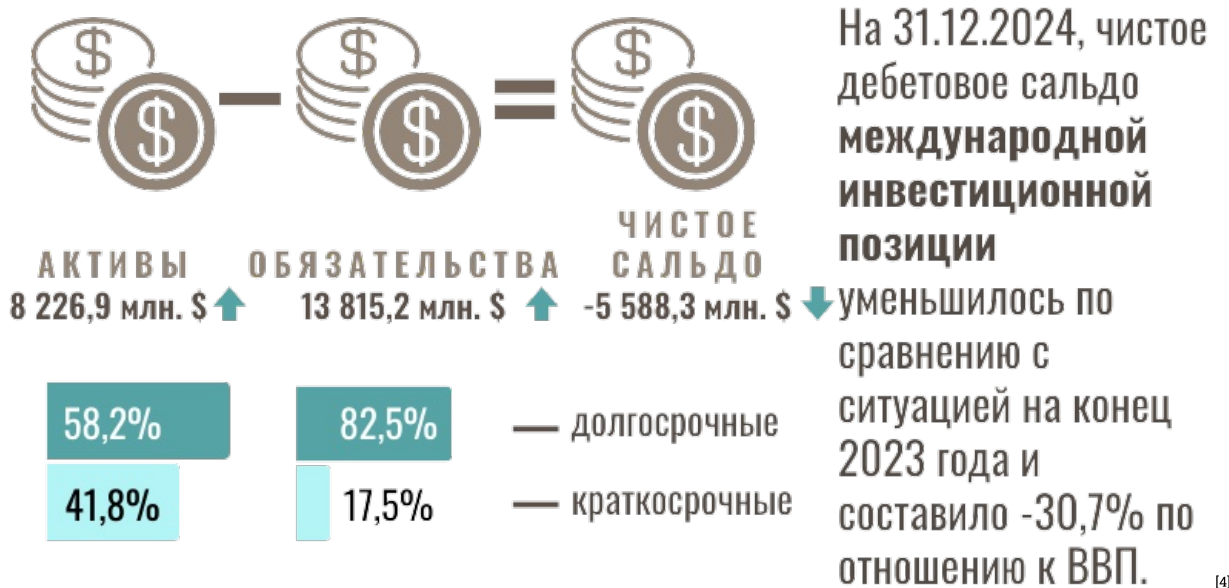 АКТИВЫ
8 226,9 млн. $
ОБЯЗАТЕЛЬСТВА
13 815,2 млн. $
ЧИСТОЕ
САЛЬДО
-5 588,3 млн. $
58,2%
41,8%
82,5%
17,5%
долгосрочные
краткосрочные
На 31.12.2024, чистое
дебетовое сальдо
международной
инвестиционной
позиции
уменьшилось по
сравнению с
ситуацией на конец
2023 года и
составило -30,7% по
отношению к ВВП.
[4]